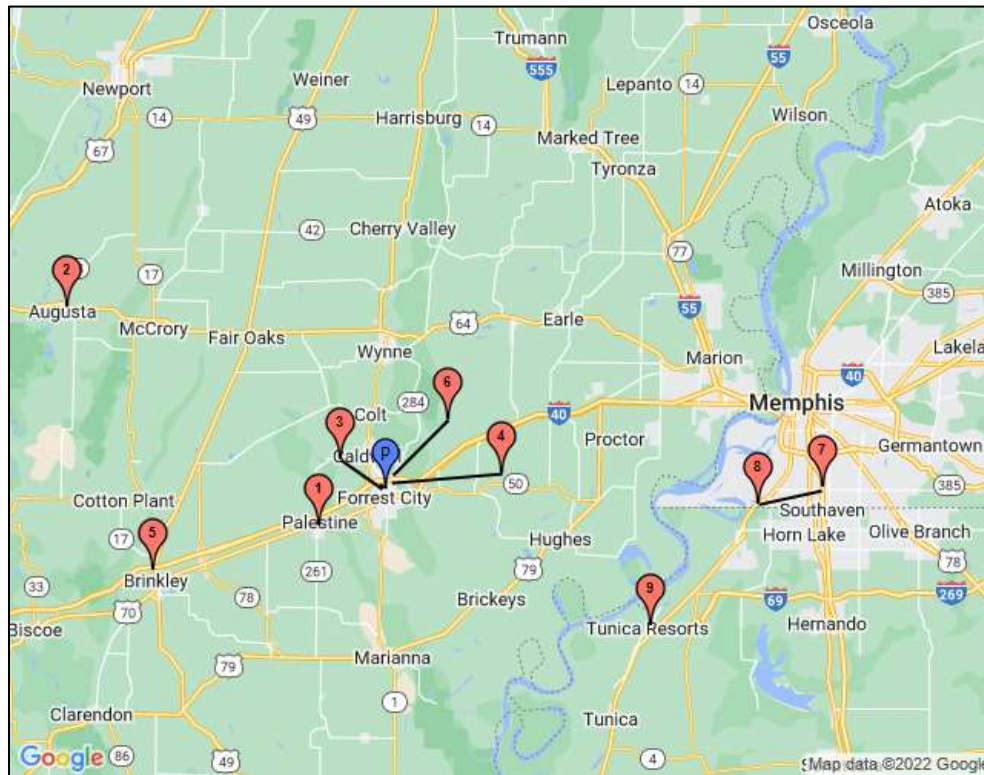 Osceola
Trumann
55
Weiner
555
Newport
Lepanto
14
14
49
Harrisburg
14
Wilson
Marked Tree
67
Tyronza
Atoka
42
Cherry Valley
77
17
Millington
2
385
55
Augusta
McCrory
64
Earle
Fair Oaks
Lakela
Wynne
Marion
40
6
284
Memphis
Colt
40
3
4
Proctor
Germantown
P
7
8
385
1
50
Cotton Plant
Forrest City
Southaven
Palestine
5
17
Hughes
Horn Lake
Olive Branch
Brinkley
79
78
261
9
33
78
Brickeys
69
269
70
Tunica Resorts
Hernando
Biscoe
Marianna
79
1
Clarendon
Tunica
Google
86
49
4
Map data ©2022 Google